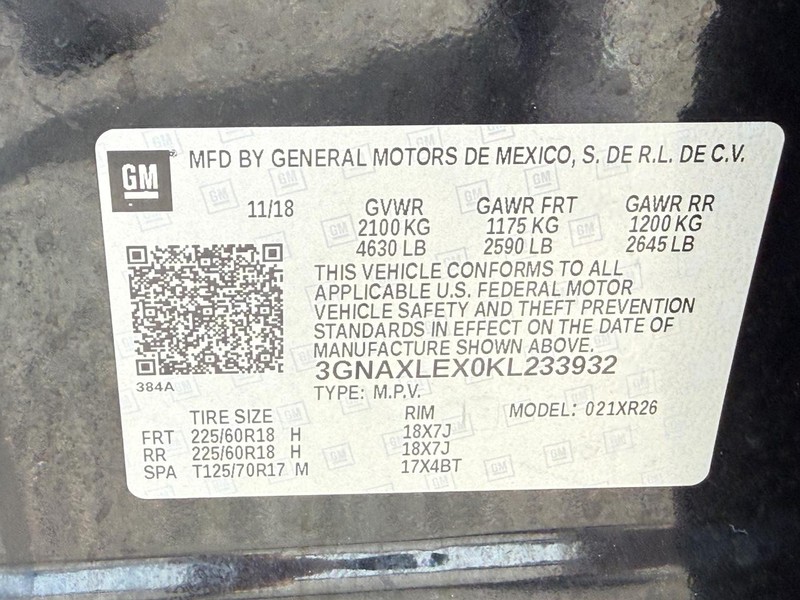 GM® MFD BY GENERAL MOTORS DE MEXICO, S. DE R.L. DE C.V.
11/18 GVWR GAWR FRT GAWR RR
2100 KG 1175 KG 1200 KG
4630 LB 2590 LB 2645 LB
THIS VEHICLE CONFORMS TO ALL
APPLICABLE U.S. FEDERAL MOTOR
VEHICLE SAFETY AND THEFT PREVENTION
STANDARDS IN EFFECT ON THE DATE OF
MANUFACTURE SHOWN ABOVE.
3GNAXLEX0KL233932
384A
TYPE: M.P.V.
TIRE SIZE RIM MODEL: 021XR26
FRT 225/60R18 H 18X7J
RR 225/60R18 H 18X7J
SPA T125/70R17 M 17X4BT